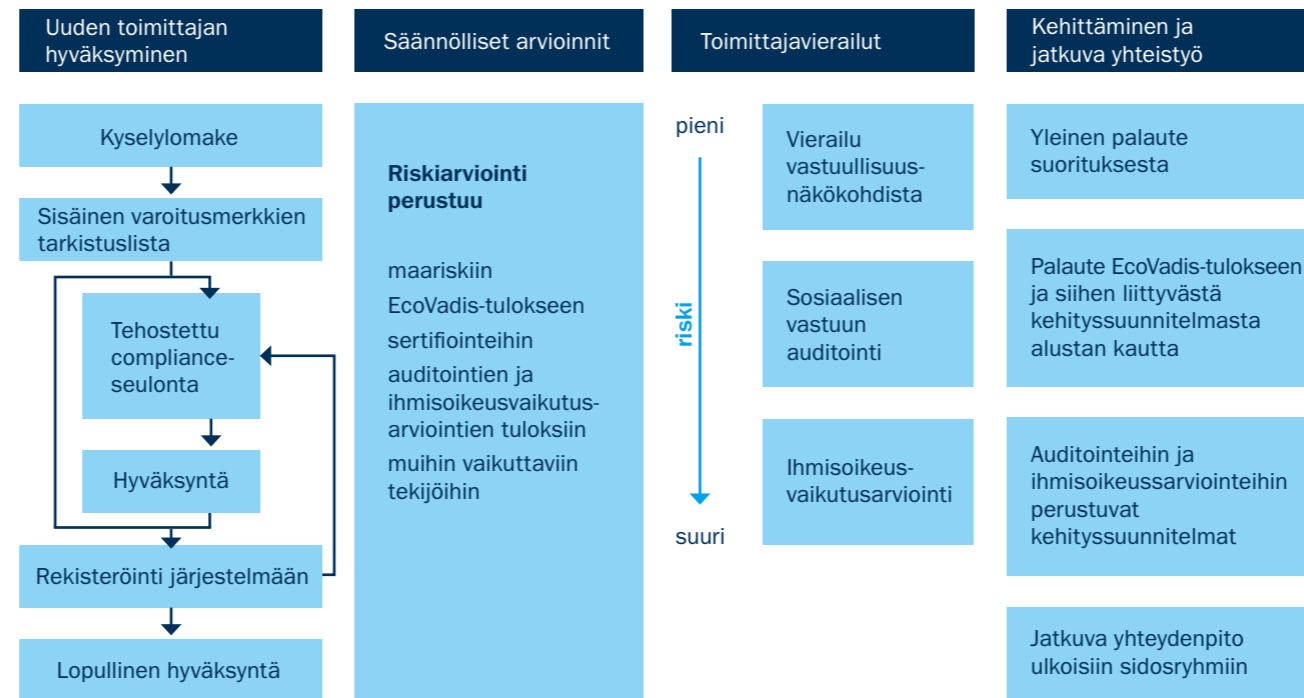 Uuden toimittajan
hyväksyminen
Kyselylomake
Sisäinen varoitusmerkkien
tarkistuslista
Tehostettu
compliance-
seulonta
Hyväksyntä
Rekisteröinti järjestelmään
Lopullinen hyväksyntä
Säännölliset arvioinnit
Riskiarviointi
perustuu
maariskiin
EcoVadis-tulokseen
sertifiointeihin
auditointien ja
ihmisoikeusvaikutus-
arviointien tuloksiin
muihin vaikuttaviin
tekijöihin
Toimittajavierailut
pieni
riski
suuri
Vierailu
vastuullisuus-
näkökohdista
Sosiaalisen
vastuun
auditointi
Ihmisoikeus-
vaikutusarviointi
Kehittäminen ja
jatkuva yhteistyö
Yleinen palaute
suorituksesta
Palaute EcoVadis-tulokseen
ja siihen liittyvästä
kehityssuunnitelmasta
alustan kautta
Auditointeihin ja
ihmisoikeussarviointeihin
perustuvat
kehityssuunnitelmat
Jatkuva yhteydenpito
ulkoisiin sidosryhmiin